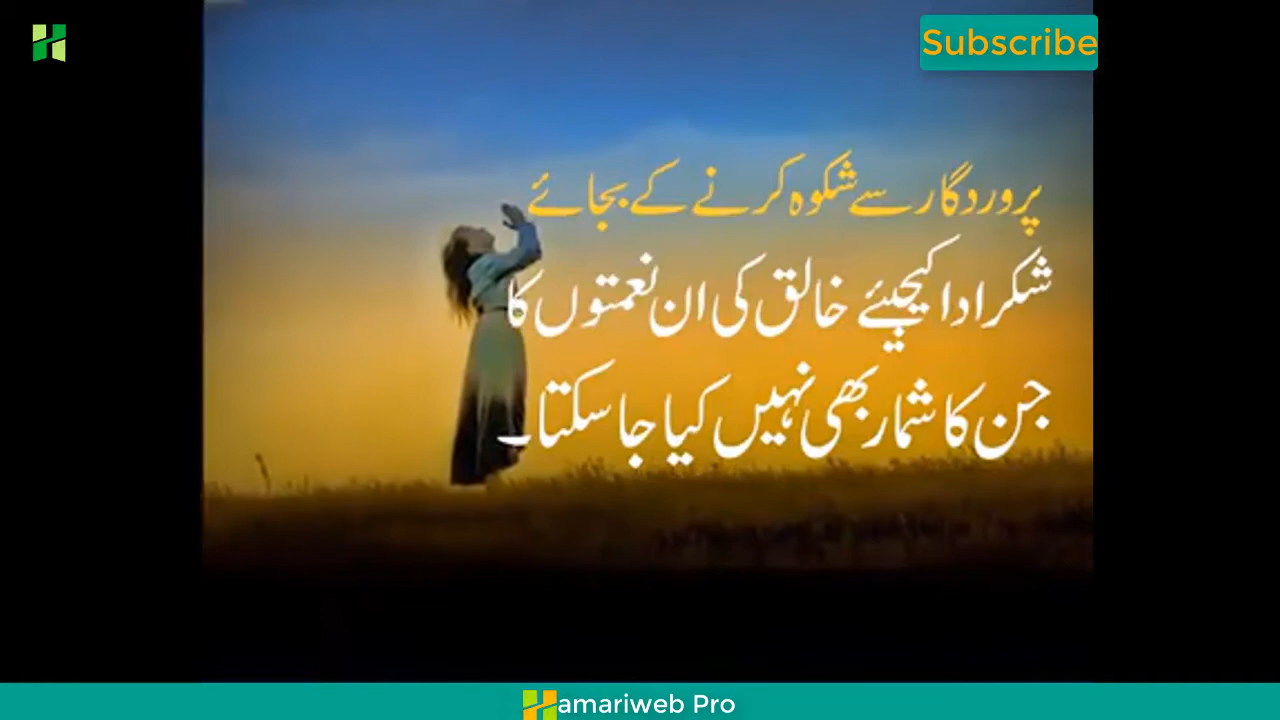 Subscribe
پروردگار سے شکوہ کرنے کے بجائے
شکر ادا کیجیئے خالق کی ان نعمتوں کا
جن کا شمار بھی نہیں کیا جا سکتا۔
Hamariweb Pro